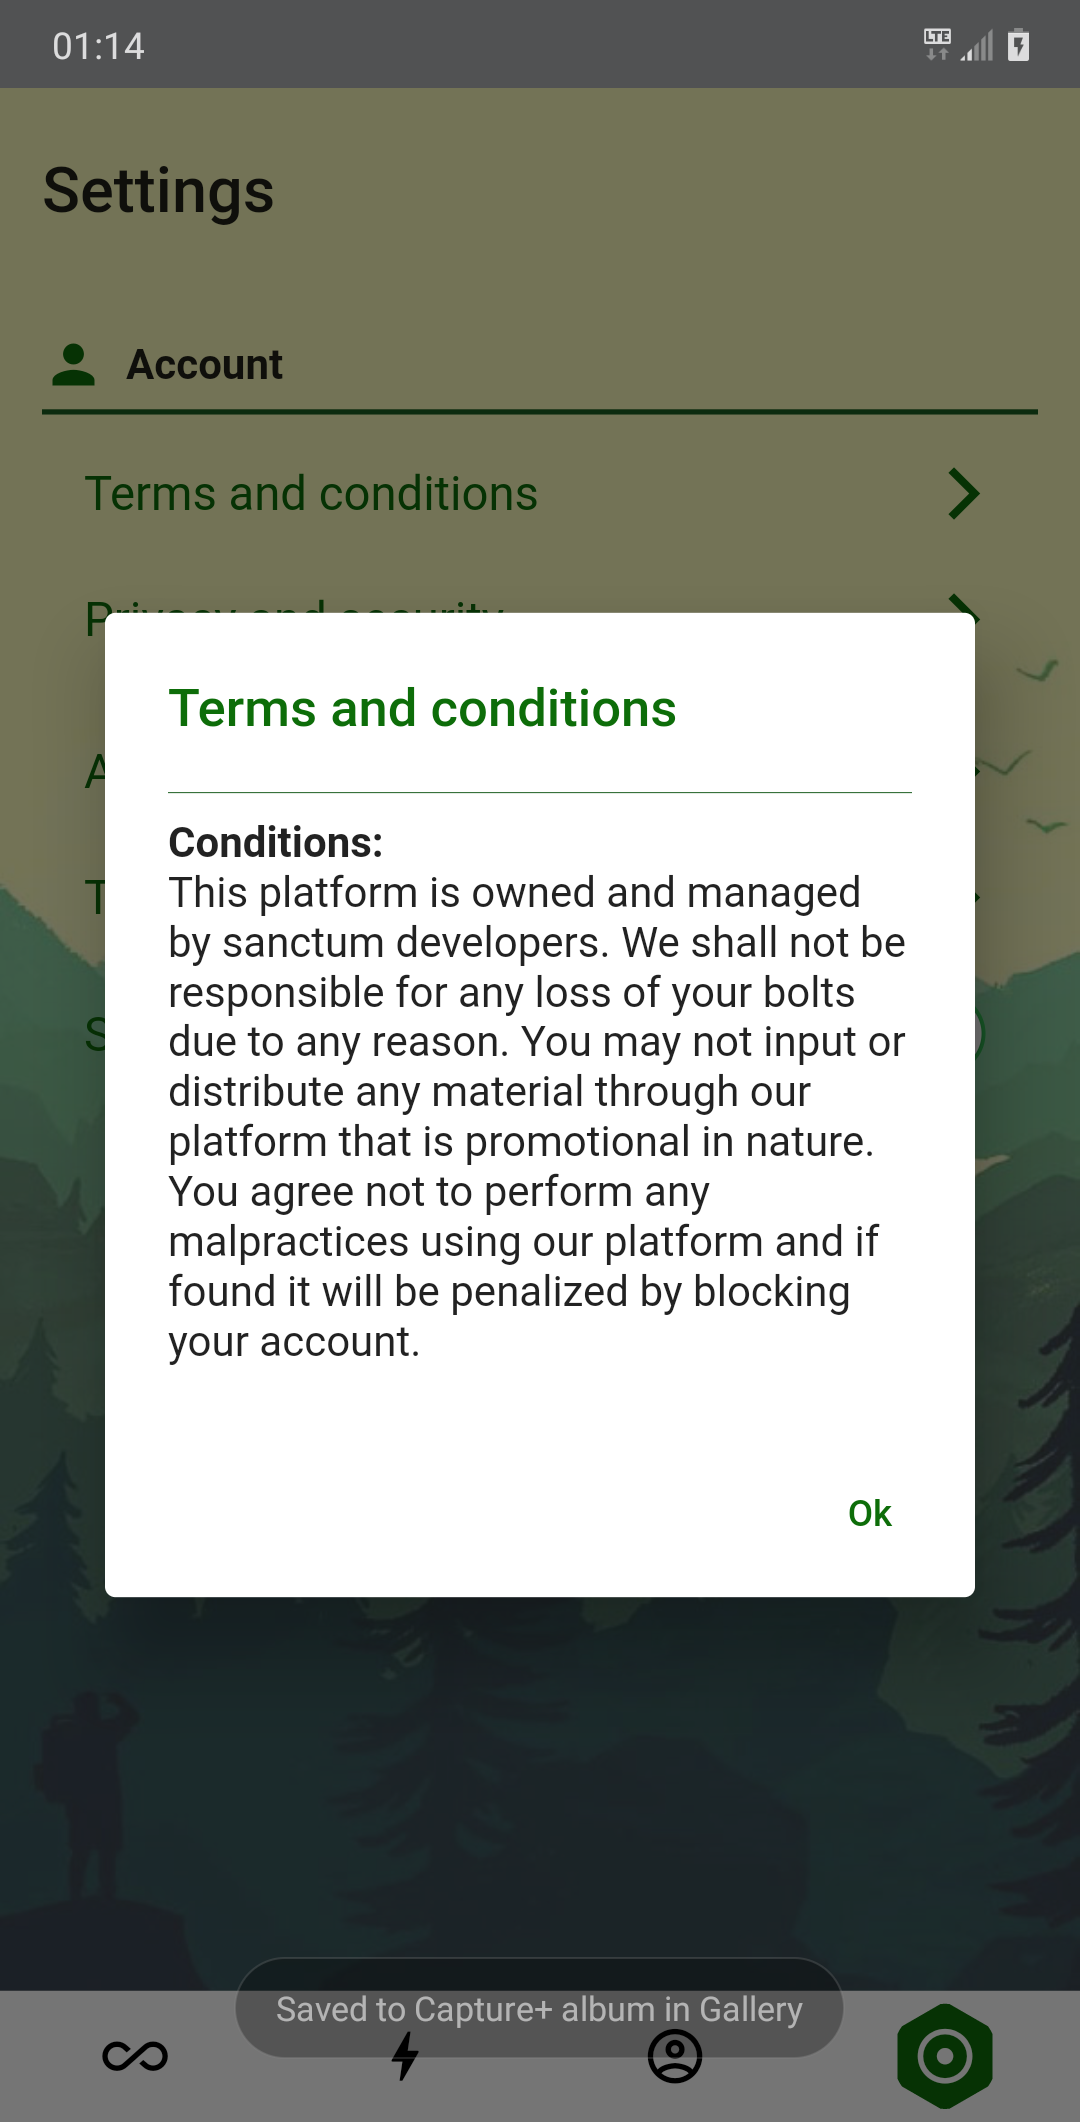 01:14
LTE
Settings
Account
Terms and conditions
Privacy and security
A
T
S
Terms and conditions
Conditions:
This platform is owned and managed
by sanctum developers. We shall not be
responsible for any loss of your bolts
due to any reason. You may not input or
distribute any material through our
platform that is promotional in nature.
You agree not to perform any
malpractices using our platform and if
found it will be penalized by blocking
your account.
Ok
Saved to Capture+ album in Gallery